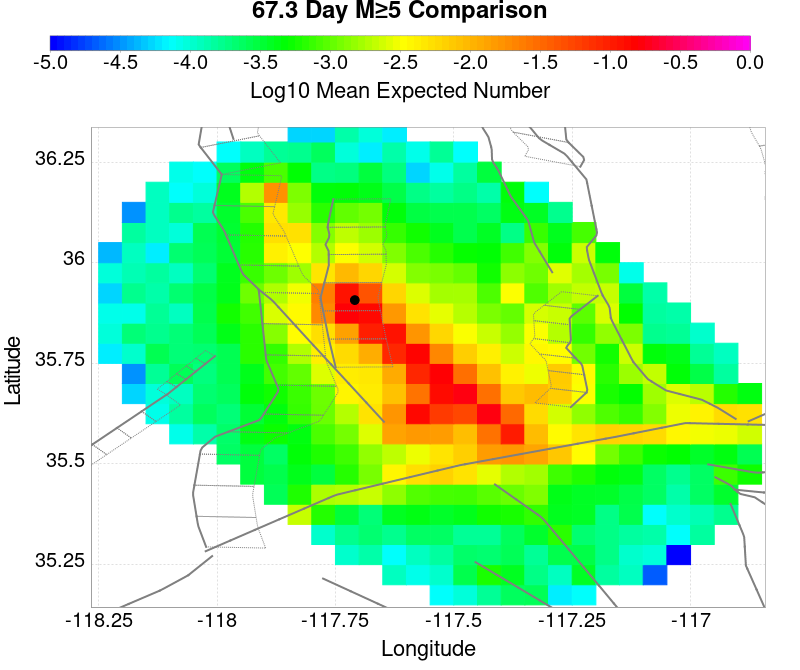 67.3 Day M≥5 Comparison
-5.0 -4.5 -4.0 -3.5 -3.0 -2.5 -2.0 -1.5 -1.0 -0.5 0.0
Log10 Mean Expected Number
36.25
36
35.75
35.5
35.25
Latitude
-118.25 -118 -117.75 -117.5 -117.25 -117
Longitude